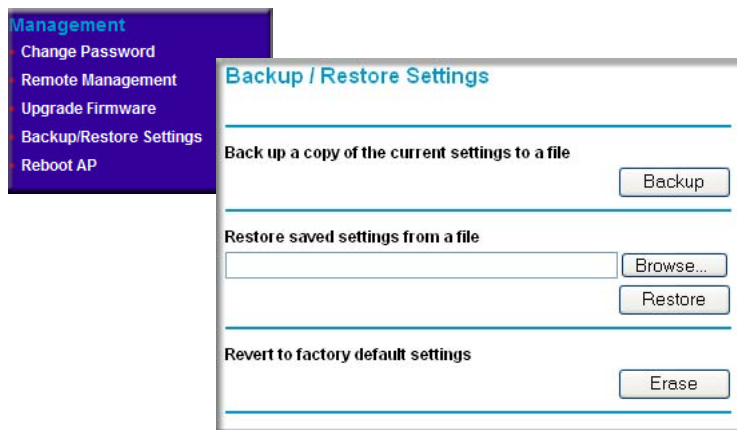 Management
Change Password
Remote Management
Upgrade Firmware
Backup/Restore Settings
Reboot AP
Backup / Restore Settings
Back up a copy of the current settings to a file
Backup
Restore saved settings from a file
Browse...
Restore
Revert to factory default settings
Erase